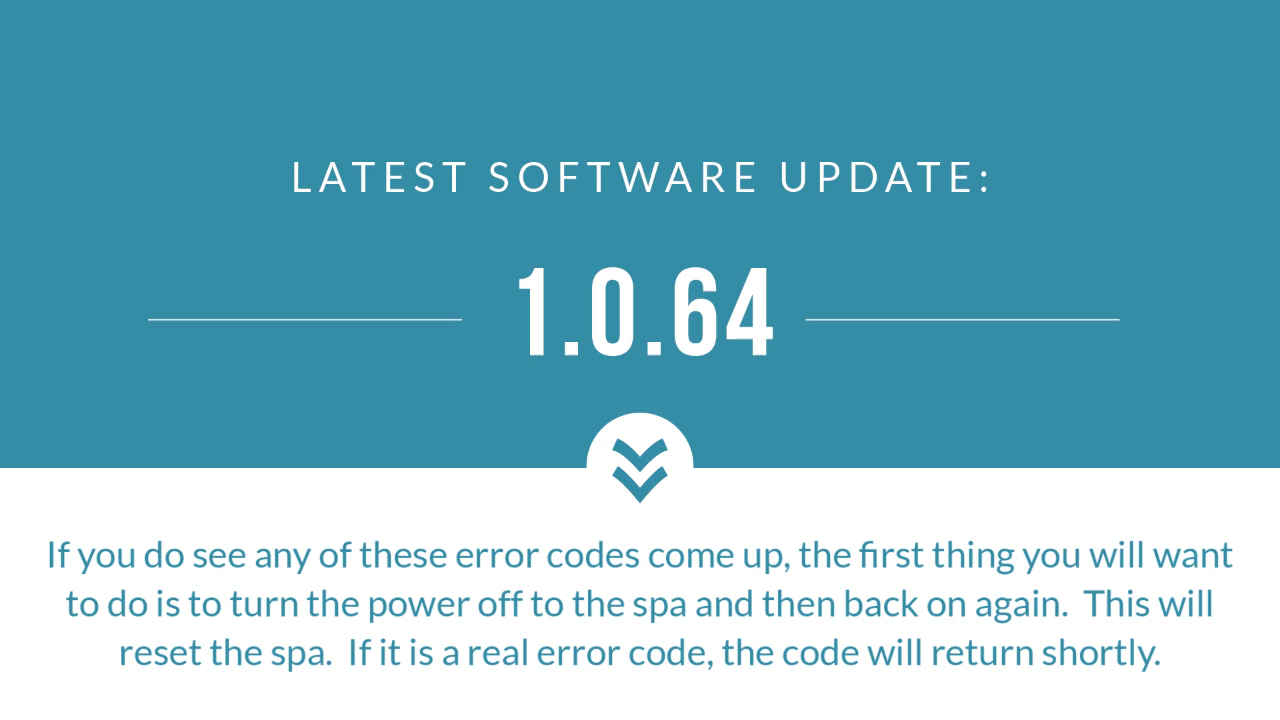 LATEST SOFTWARE UPDATE:
1.0.64
If you do see any of these error codes come up, the first thing you will want
to do is to turn the power off to the spa and then back on again.  This will
reset the spa.  If it is a real error code, the code will return shortly.